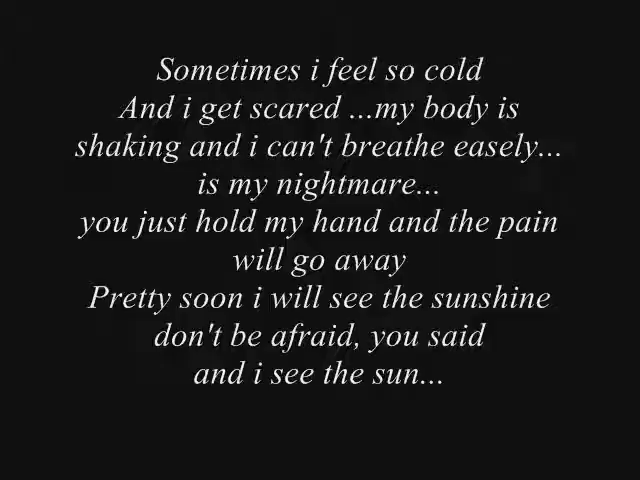 Sometimes i feel so cold
And i get scared ...my body is
shaking and i can't breathe easely...
is my nightmare...
you just hold my hand and the pain
will go away
Pretty soon i will see the sunshine
don't be afraid, you said
and i see the sun...